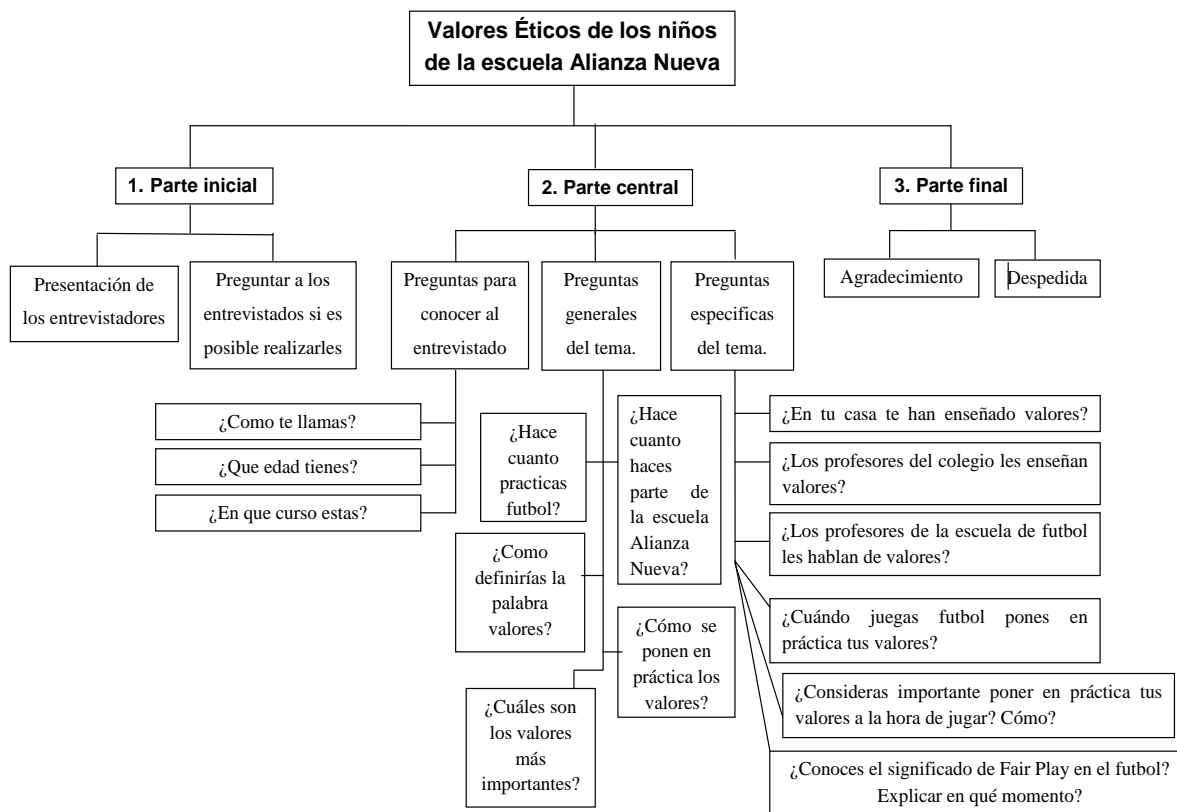 Valores Éticos de los niños
de la escuela Alianza Nueva
1. Parte inicial
2. Parte central
3. Parte final
Presentación de
los entrevistadores
Preguntar a los
entrevistados si es
posible realizarles
Preguntas para
conocer al
entrevistado
Preguntas
generales
del tema.
Preguntas
especificas
del tema.
Agradecimiento
Despedida
¿Como te llamas?
¿Que edad tienes?
¿En que curso estas?
¿Hace
cuanto
practicas
futbol?
¿Hace
cuanto
haces
parte de
la escuela
Alianza
Nueva?
¿Como
definirías la
palabra
valores?
¿Cómo se
ponen en
práctica los
valores?
¿Cuáles son
los valores
más
importantes?
¿En tu casa te han enseñado valores?
¿Los profesores del colegio les enseñan
valores?
¿Los profesores de la escuela de futbol
les hablan de valores?
¿Cuándo juegas futbol pones en
práctica tus valores?
¿Consideras importante poner en práctica tus
valores a la hora de jugar? Cómo?
¿Conoces el significado de Fair Play en el futbol?
Explicar en qué momento?